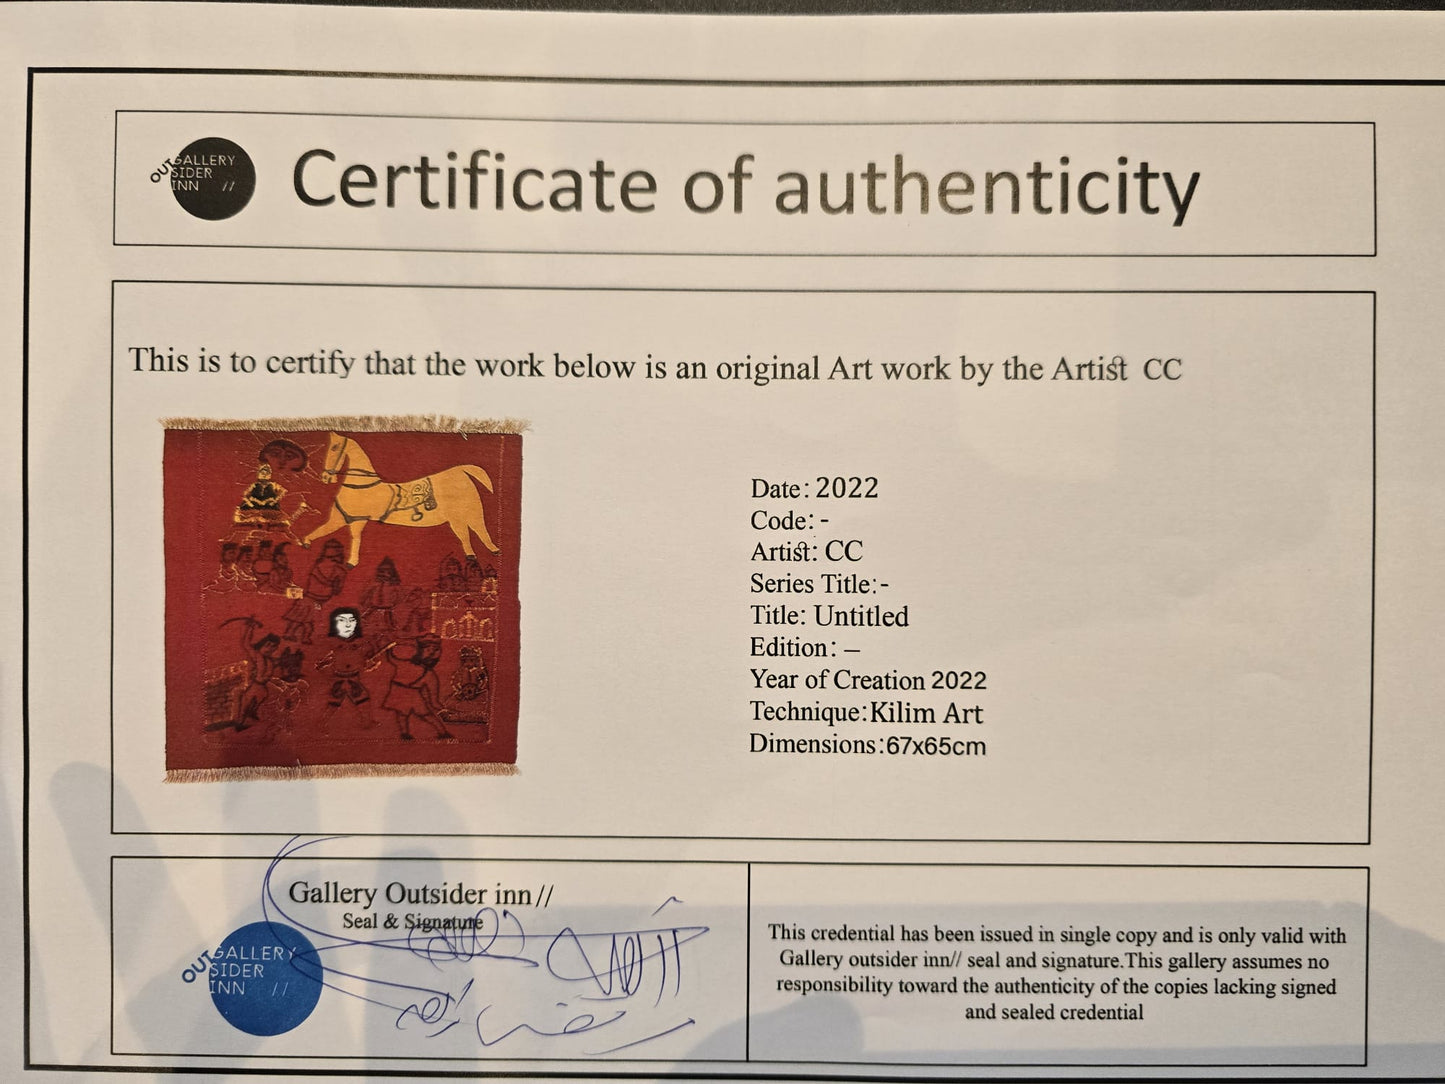 OUT GALLERY
SIDER
INN //
Certificate of authenticity
This is to certify that the work below is an original Art work by the Artist CC
Date: 2022
Code: -
Artist: CC
Series Title:-
Title: Untitled
Edition: –
Year of Creation 2022
Technique:Kilim Art
Dimensions:67x65cm
Gallery Outsider inn//
Seal & Signature
OUT GALLERY
SIDER
INN //
This credential has been issued in single copy and is only valid with
Gallery outsider inn// seal and signature.This gallery assumes no
responsibility toward the authenticity of the copies lacking signed
and sealed credential